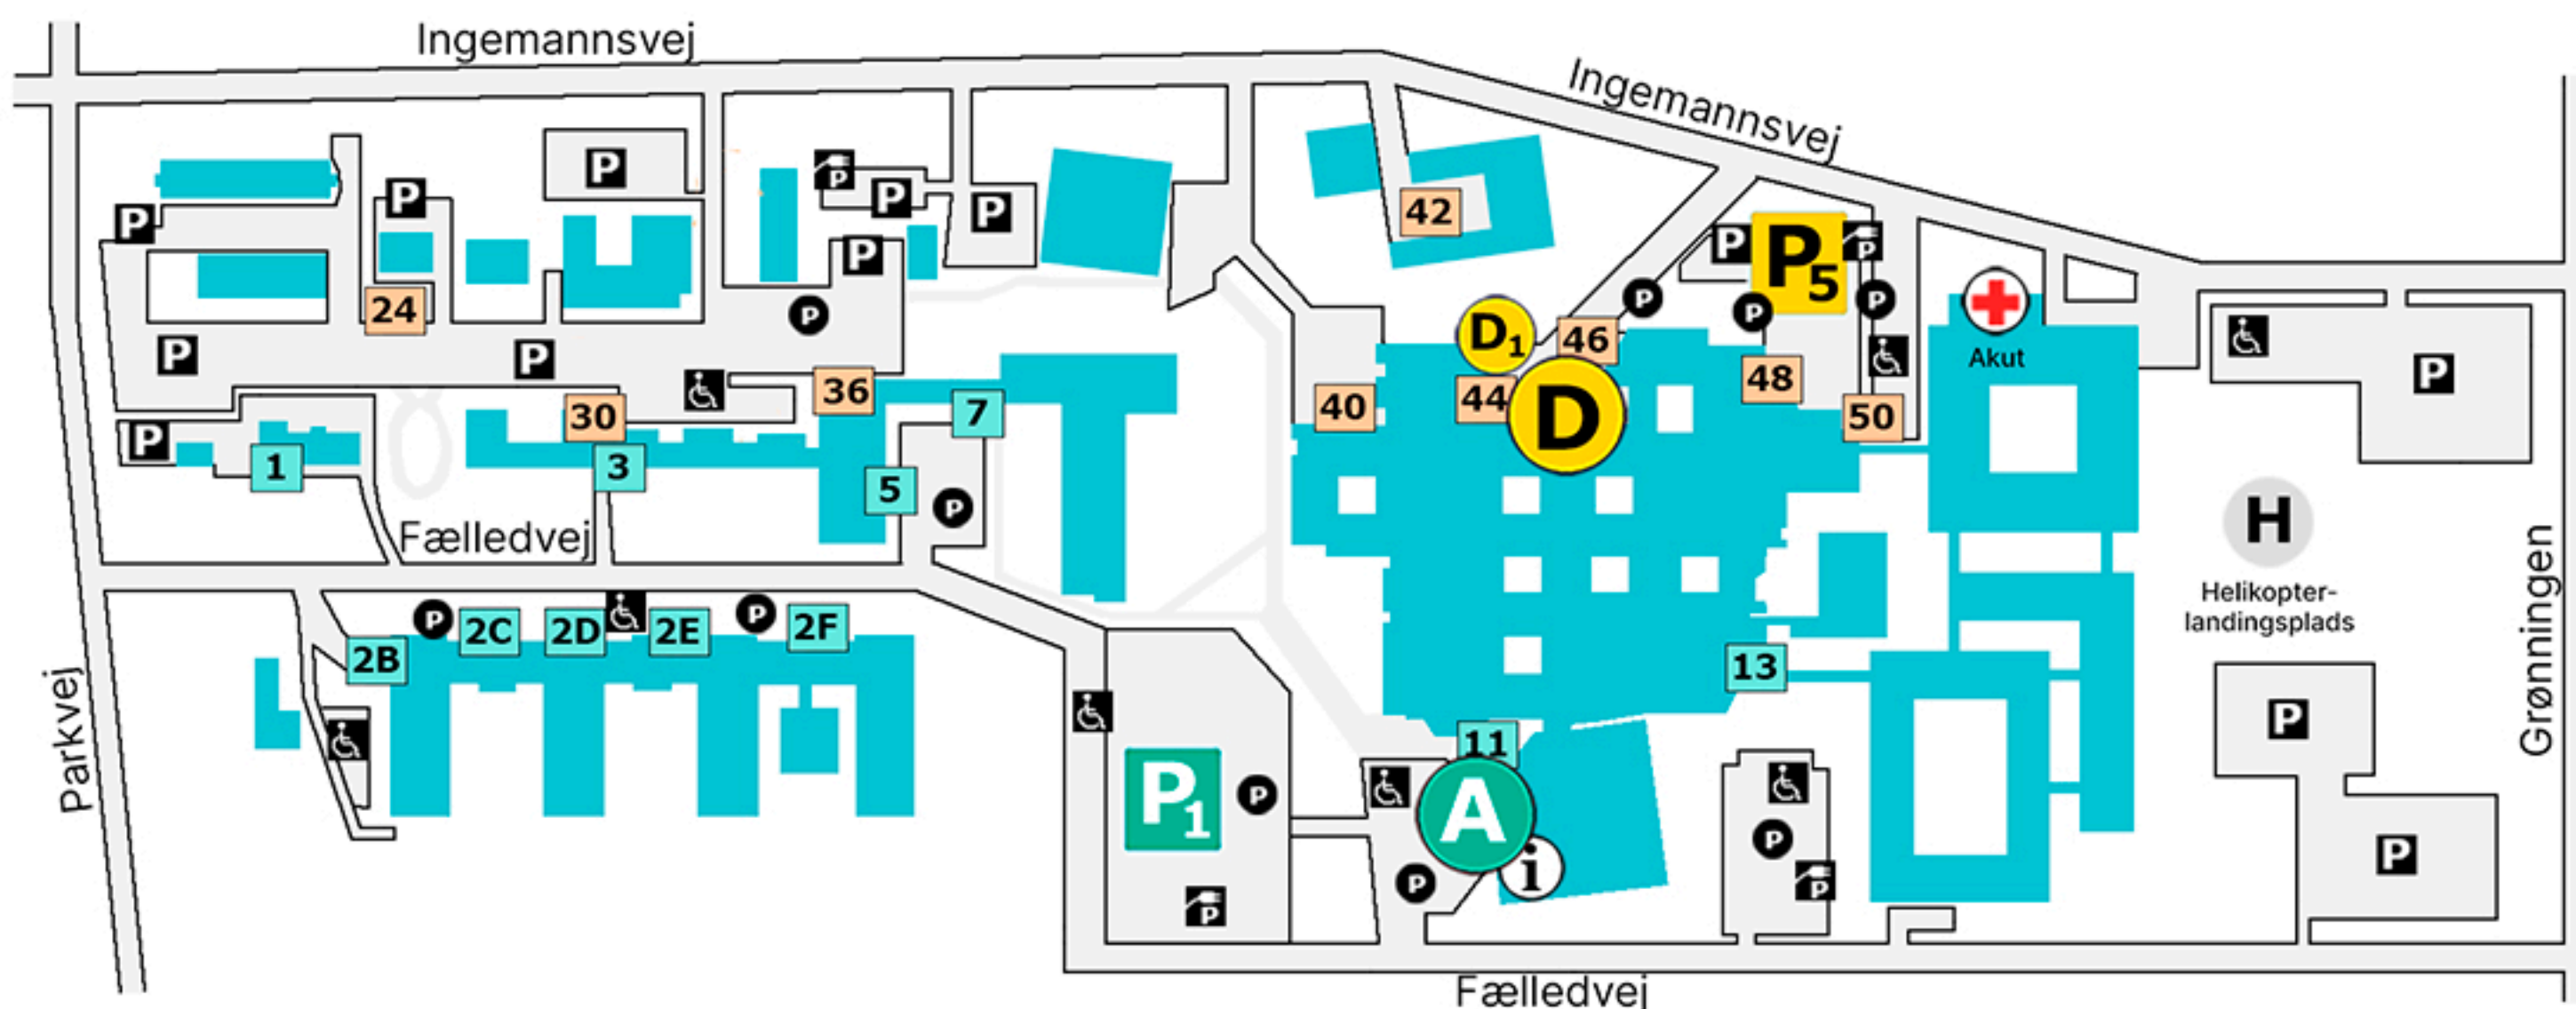 Ingemannsvej
Ingemannsvej
P
P
P
P
P
P
P
42
P
P5
P
P
P
P
P
P
24
D1
46
Akut
P
P
P
P
36
44
D
48
40
30
7
50
P
1
3
5
P
H
Helikopter-
landingsplads
Fælledvej
Grønningen
P
2C
2D
2E
P
2F
2B
13
Parkvej
P
11
P1
P
A
i
P
P
P
P
P
Fælledvej